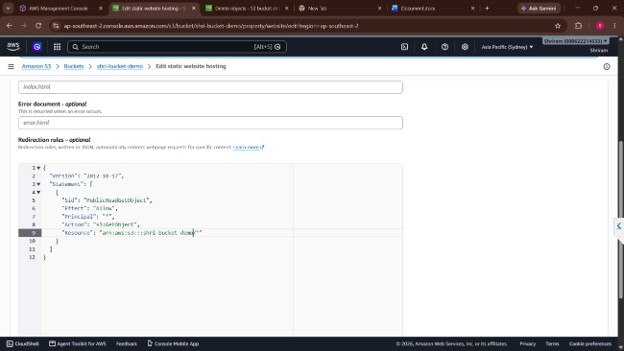 AWS Management Console
Edit static website hosting - S
Delete objects - S3 bucket sh
New Tab
Document.docx
Ask Gemini
ap-southeast-2.console.aws.amazon.com/s3/bucket/shri-bucket-demo/property/website/edit?region=ap-southeast-2
aws
Search
[Alt+S]
Asia Pacific (Sydney)
Shriram
Amazon S3
Buckets
shri-bucket-demo
Edit static website hosting
index.html
Error document - optional
This is returned when an error occurs.
error.html
Redirection rules – optional
Redirection rules, written in JSON, automatically redirect webpage requests for specific content. Learn more
1 {
2 "Version": "2012-10-17",
3 "Statement": [
4 {
5 "Sid": "PublicReadGetObject",
6 "Effect": "Allow",
7 "Principal": "*",
8 "Action": "s3:GetObject",
9 "Resource": "arn:aws:s3:::shri-bucket-demo/*"
10 }
11 ]
12 }
CloudShell
Agent Toolkit for AWS
Feedback
Console Mobile App
© 2026, Amazon Web Services, Inc. or its affiliates.
Privacy
Terms
Cookie preferences